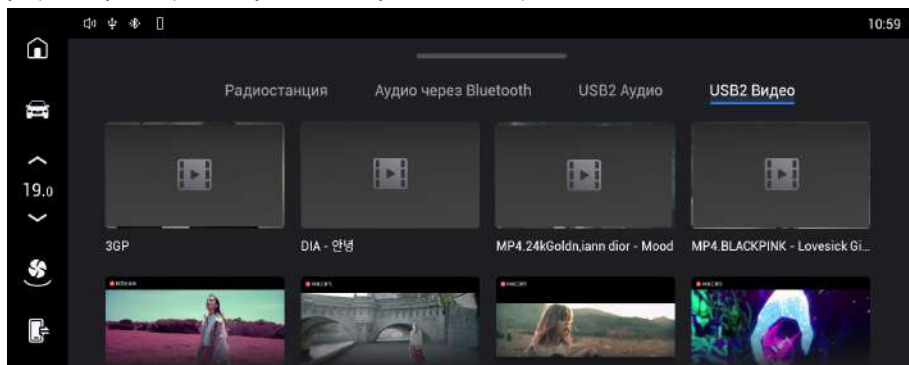 10:59
Радиостанция Аудио через Bluetooth USB2 Аудио USB2 Видео
19.0
3GP DIA - 안녕 MP4.24kGoldn,iann dior - Mood MP4.BLACKPINK - Lovesick Gi...